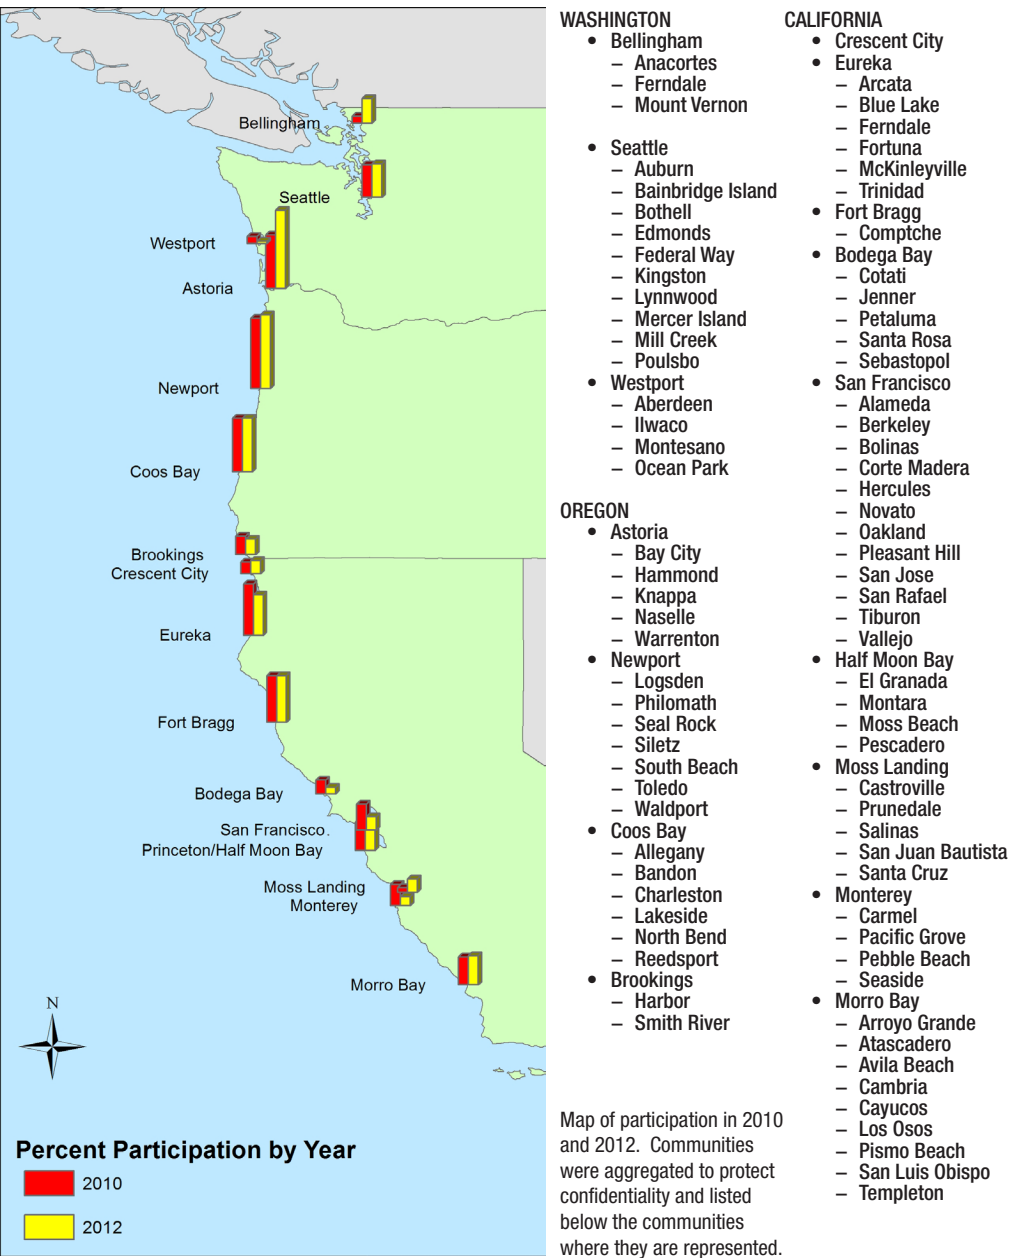 Bellingham
Seattle
Westport
Astoria
Newport
Coos Bay
Brookings
Crescent City
Eureka
Fort Bragg
Bodega Bay
San Francisco.
Princeton/Half Moon Bay
Moss Landing
Monterey
Morro Bay
N
Percent Participation by Year
2010
2012
WASHINGTON
• Bellingham
– Anacortes
– Ferndale
– Mount Vernon
• Seattle
– Auburn
– Bainbridge Island
– Bothell
– Edmonds
– Federal Way
– Kingston
– Lynnwood
– Mercer Island
– Mill Creek
– Poulsbo
• Westport
– Aberdeen
– Ilwaco
– Montesano
– Ocean Park
OREGON
• Astoria
– Bay City
– Hammond
– Knappa
– Naselle
– Warrenton
• Newport
– Logsden
– Philomath
– Seal Rock
– Siletz
– South Beach
– Toledo
– Waldport
• Coos Bay
– Allegany
– Bandon
– Charleston
– Lakeside
– North Bend
– Reedsport
• Brookings
– Harbor
– Smith River
Map of participation in 2010
and 2012.  Communities
were aggregated to protect
confidentiality and listed
below the communities
where they are represented.
CALIFORNIA
• Crescent City
• Eureka
– Arcata
– Blue Lake
– Ferndale
– Fortuna
– McKinleyville
– Trinidad
• Fort Bragg
– Comptche
• Bodega Bay
– Cotati
– Jenner
– Petaluma
– Santa Rosa
– Sebastopol
• San Francisco
– Alameda
– Berkeley
– Bolinas
– Corte Madera
– Hercules
– Novato
– Oakland
– Pleasant Hill
– San Jose
– San Rafael
– Tiburon
– Vallejo
• Half Moon Bay
– El Granada
– Montara
– Moss Beach
– Pescadero
• Moss Landing
– Castroville
– Prunedale
– Salinas
– San Juan Bautista
– Santa Cruz
• Monterey
– Carmel
– Pacific Grove
– Pebble Beach
– Seaside
• Morro Bay
– Arroyo Grande
– Atascadero
– Avila Beach
– Cambria
– Cayucos
– Los Osos
– Pismo Beach
– San Luis Obispo
– Templeton